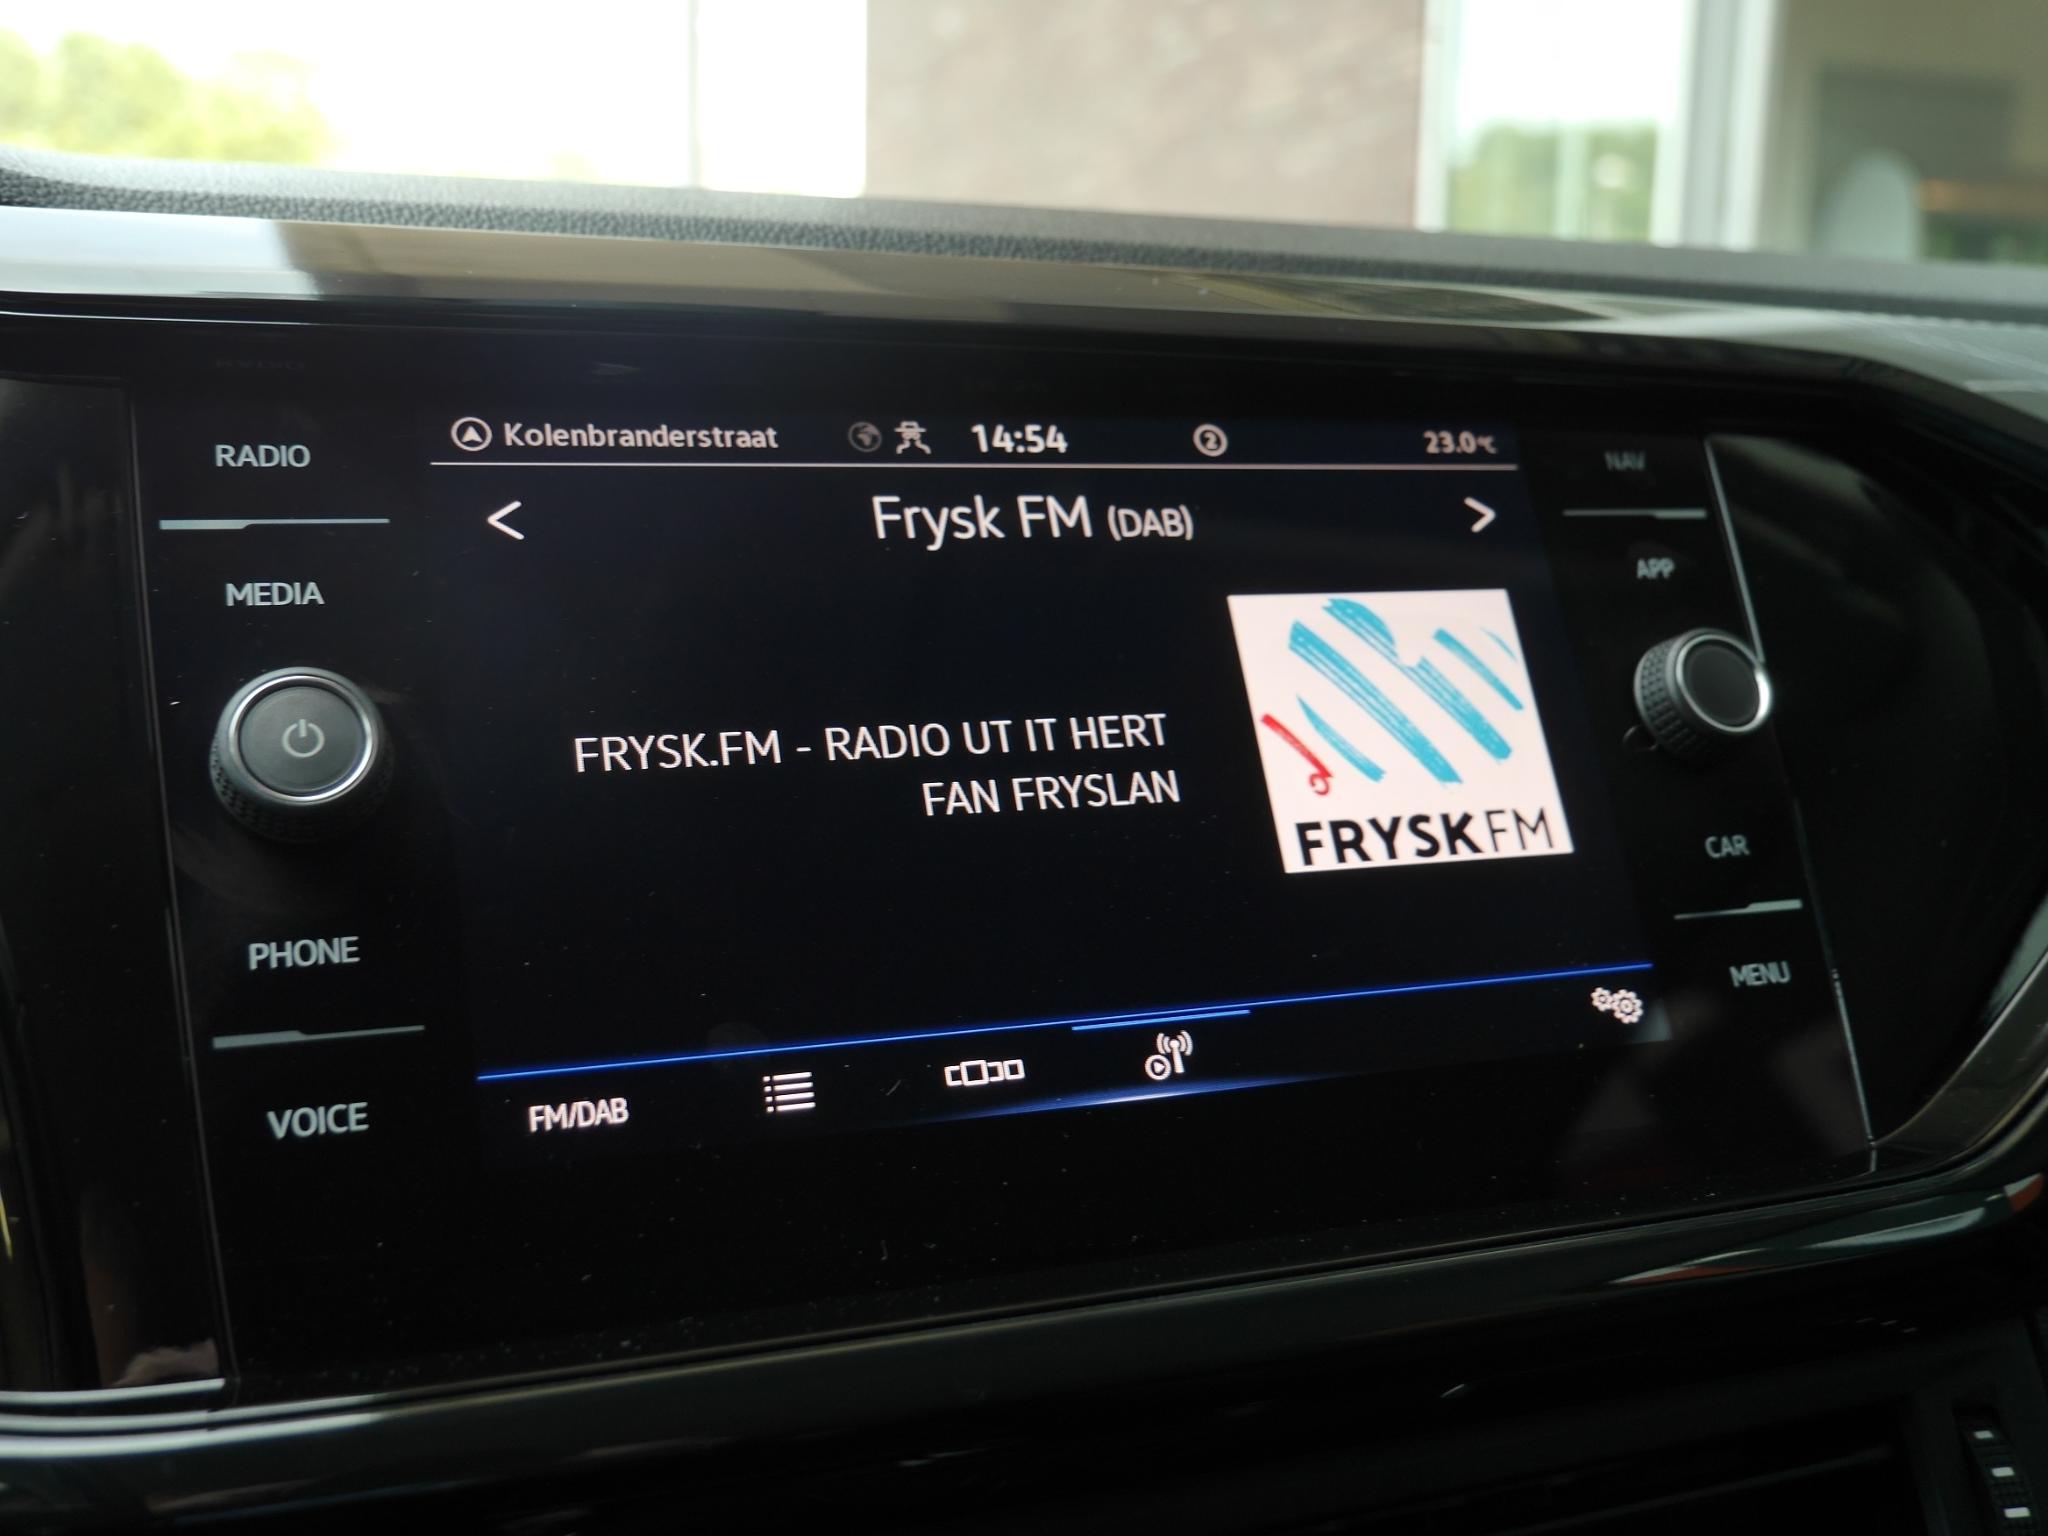 RADIO
MEDIA
PHONE
VOICE
Kolenbranderstraat 14:54 2 23.0°C
< Frysk FM (DAB) >
FRYSK.FM - RADIO UT IT HERT
FAN FRYSLAN
FRYSKFM
FM/DAB
NAV
APP
CAR
MENU